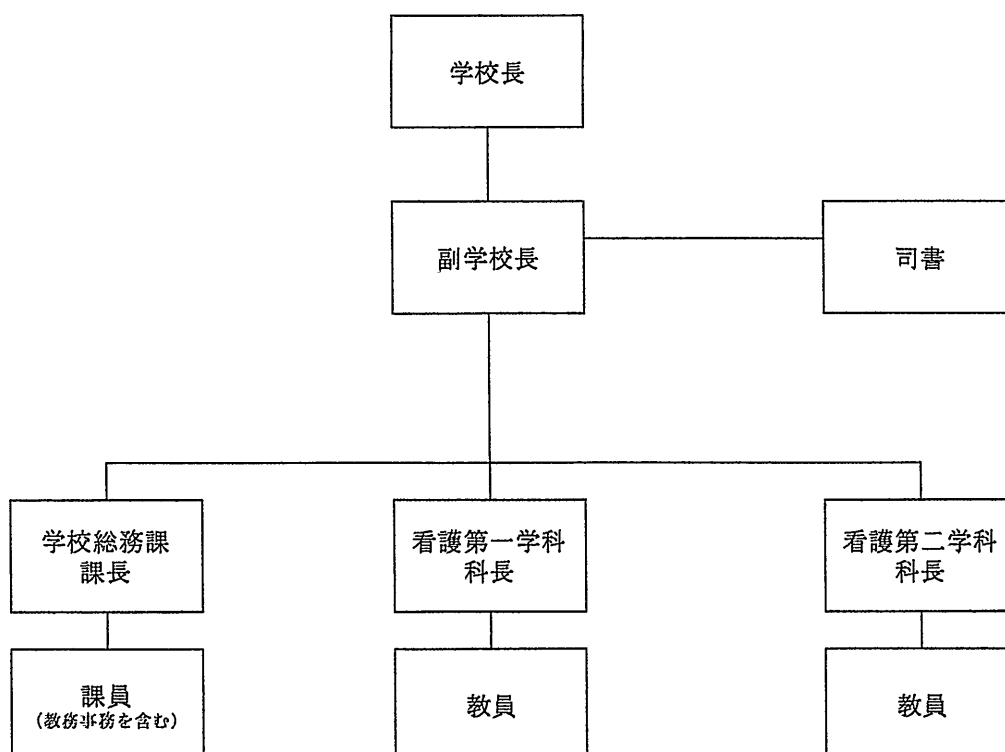 学校長
副学校長
司書
学校総務課
課長
看護第一学科
科長
看護第二学科
科長
課員
(教務事務を含む)
教員
教員